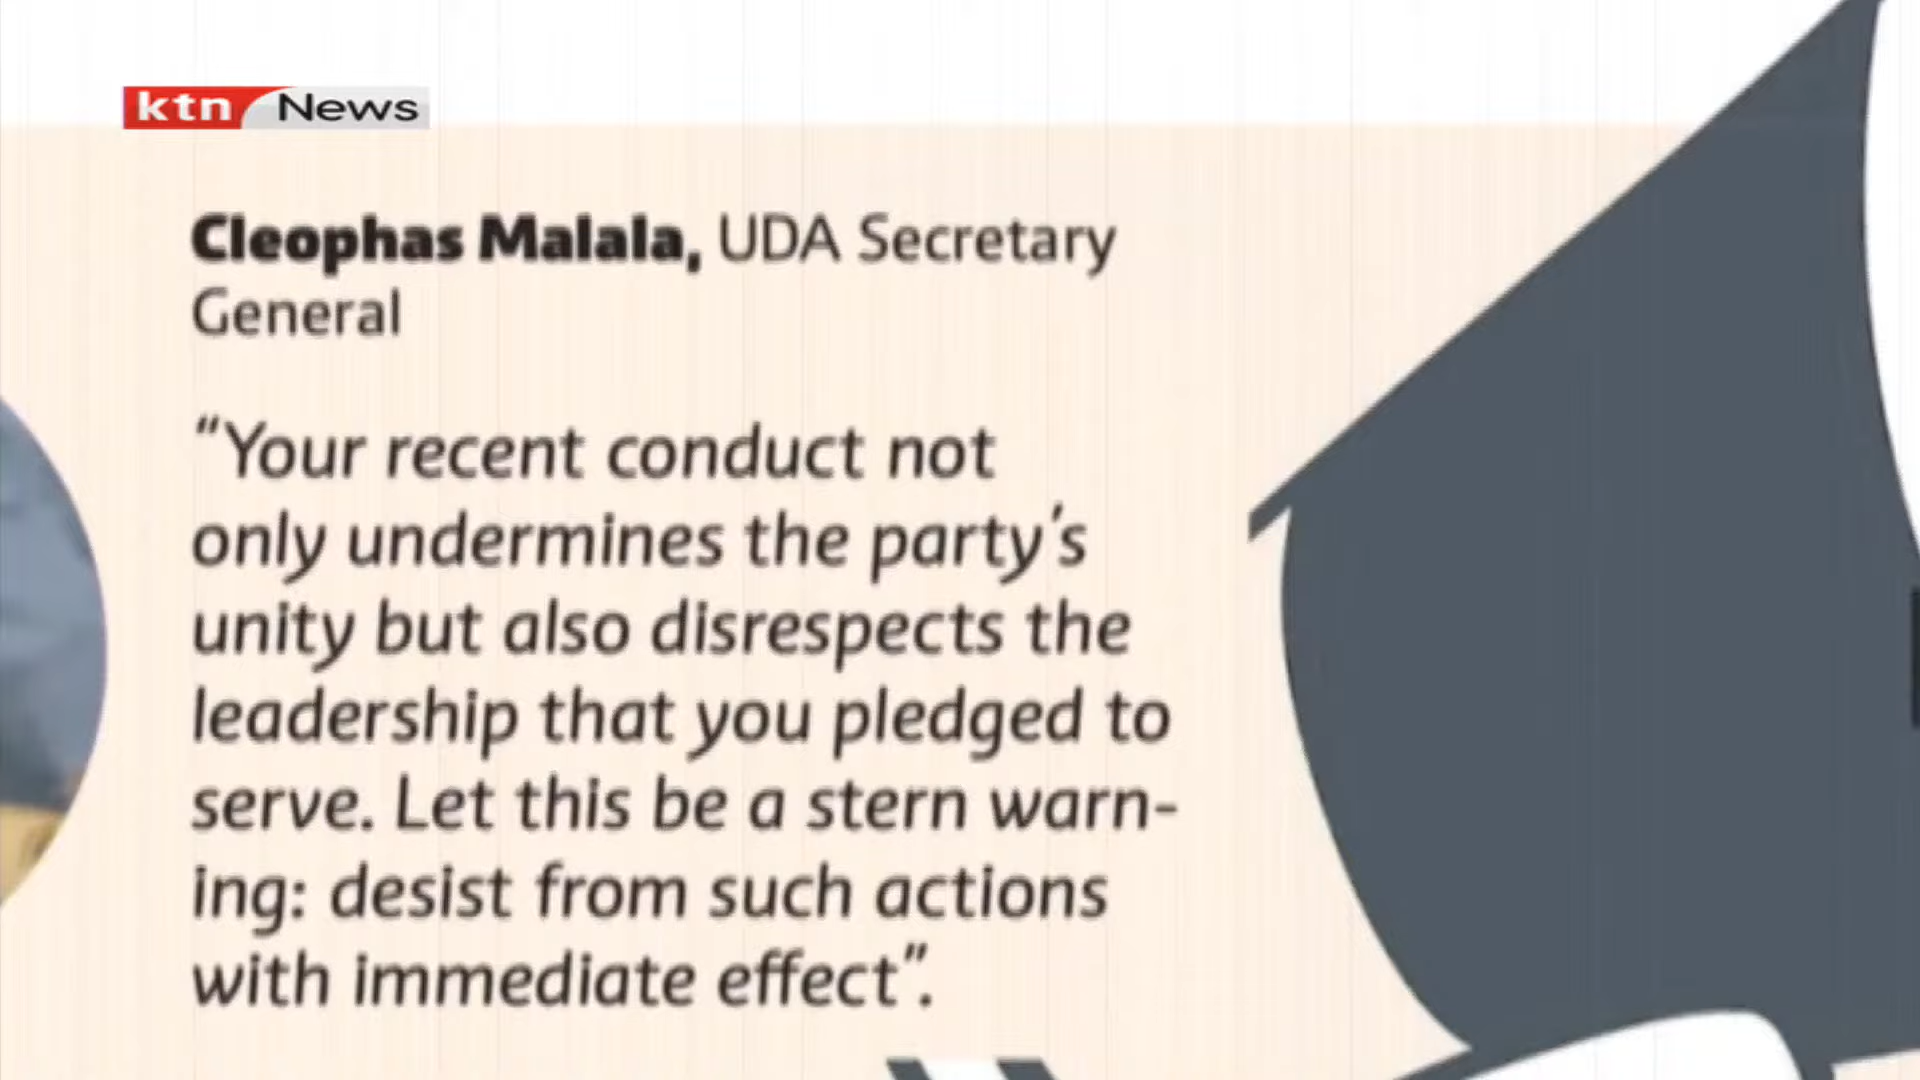 ktn News
Cleophas Malala, UDA Secretary
General
“Your recent conduct not
only undermines the party’s
unity but also disrespects the
leadership that you pledged to
serve. Let this be a stern warn-
ing: desist from such actions
with immediate effect”.